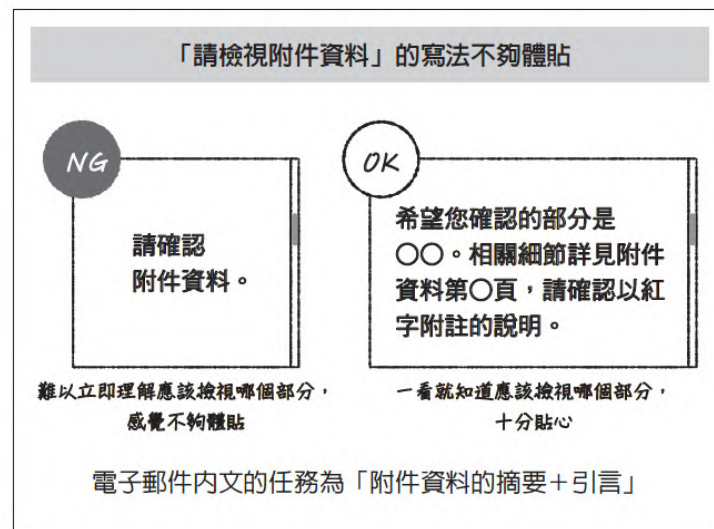 「請檢視附件資料」的寫法不夠體貼
NG
請確認
附件資料。
難以立即理解應該檢視哪個部分，
感覺不夠體貼
OK
希望您確認的部分是
〇〇。相關細節詳見附件
資料第〇頁，請確認以紅
字附註的說明。
一看就知道應該檢視哪個部分，
十分貼心
電子郵件内文的任務為「附件資料的摘要＋引言」